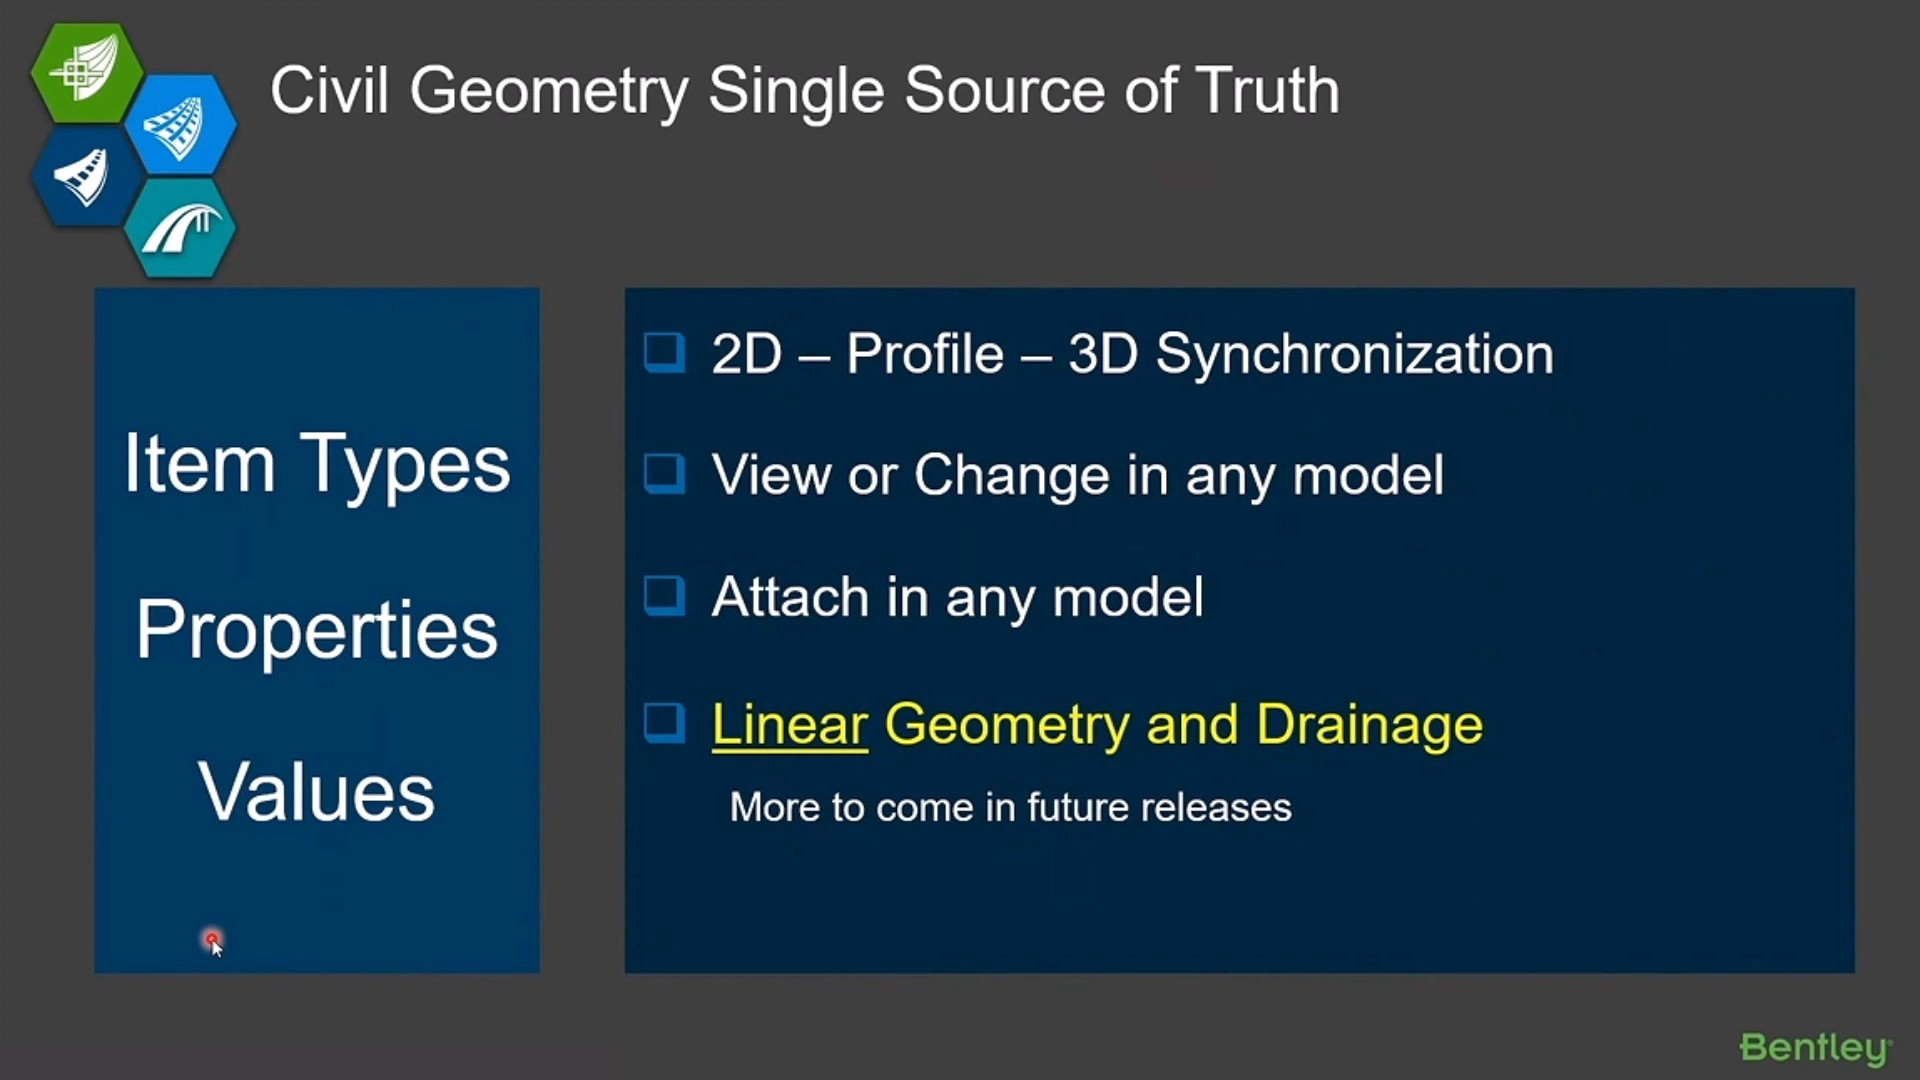 Civil Geometry Single Source of Truth
Item Types
Properties
Values
2D – Profile – 3D Synchronization
View or Change in any model
Attach in any model
Linear Geometry and Drainage
More to come in future releases
Bentley